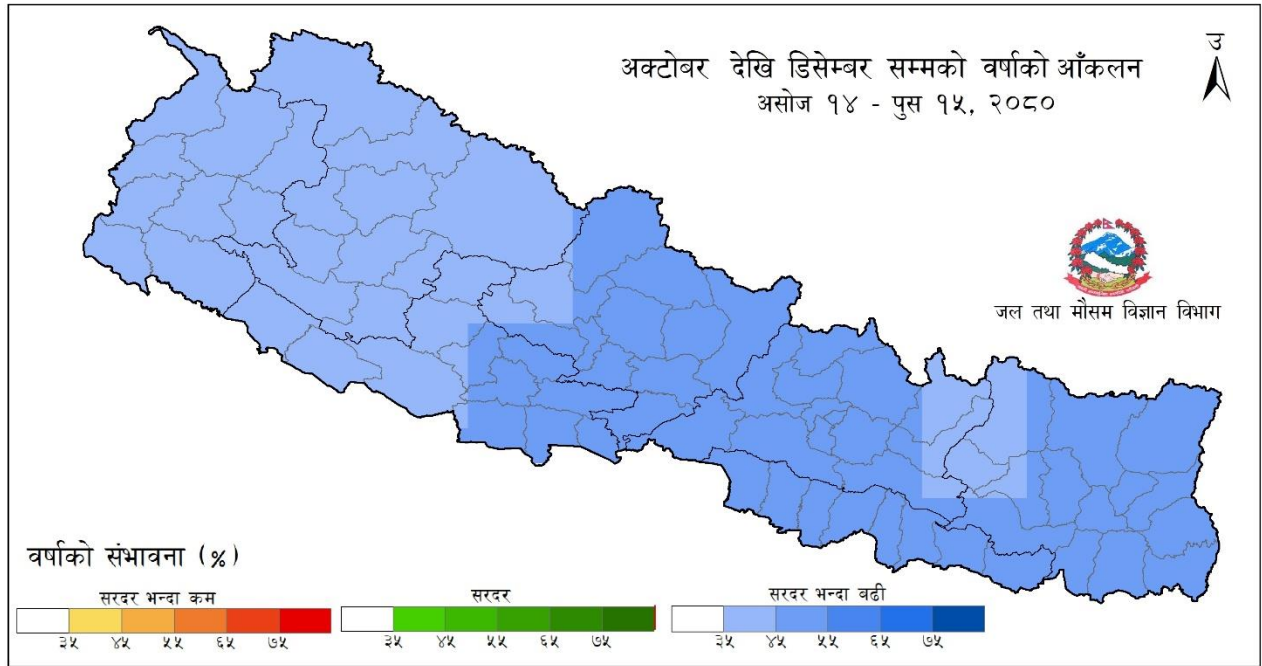 अक्टोबर देखि डिसेम्बर सम्मको वर्षाको आँकलन
असोज १४ - पुस १५, २०८०
उ
जल तथा मौसम विज्ञान विभाग
वर्षाको संभावना (%)
सरदर भन्दा कम
३५ ४५ ५५ ६५ ७५
सरदर
३५ ४५ ५५ ६५ ७५
सरदर भन्दा बढी
३५ ४५ ५५ ६५ ७५